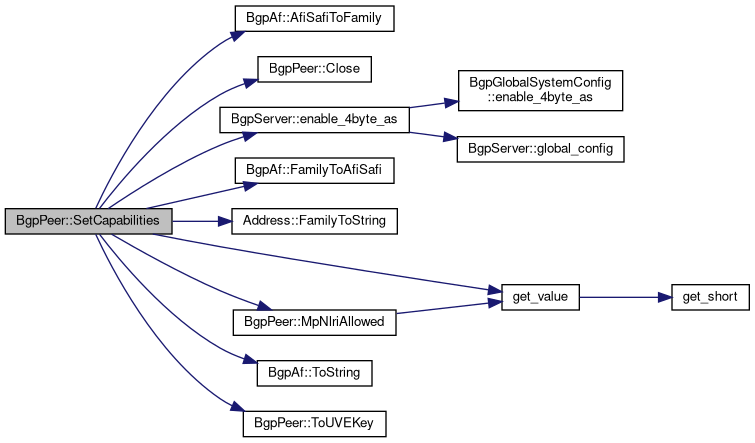 BgpAf::AfiSafiToFamily
BgpPeer::Close
BgpGlobalSystemConfig
::enable_4byte_as
BgpServer::enable_4byte_as
BgpServer::global_config
BgpAf::FamilyToAfiSafi
BgpPeer::SetCapabilities
Address::FamilyToString
get_value
get_short
BgpPeer::MpNlriAllowed
BgpAf::ToString
BgpPeer::ToUVEKey